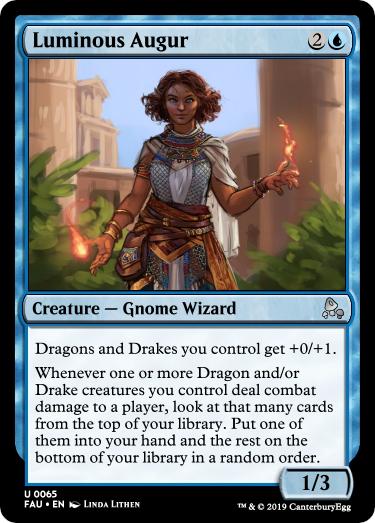 Luminous Augur 2
Creature — Gnome Wizard
Dragons and Drakes you control get +0/+1.
Whenever one or more Dragon and/or
Drake creatures you control deal combat
damage to a player, look at that many cards
from the top of your library. Put one of
them into your hand and the rest on the
bottom of your library in a random order.
1/3
U 0065
FAU • EN LINDA LITHEN
™ & © 2019 CanterburyEgg